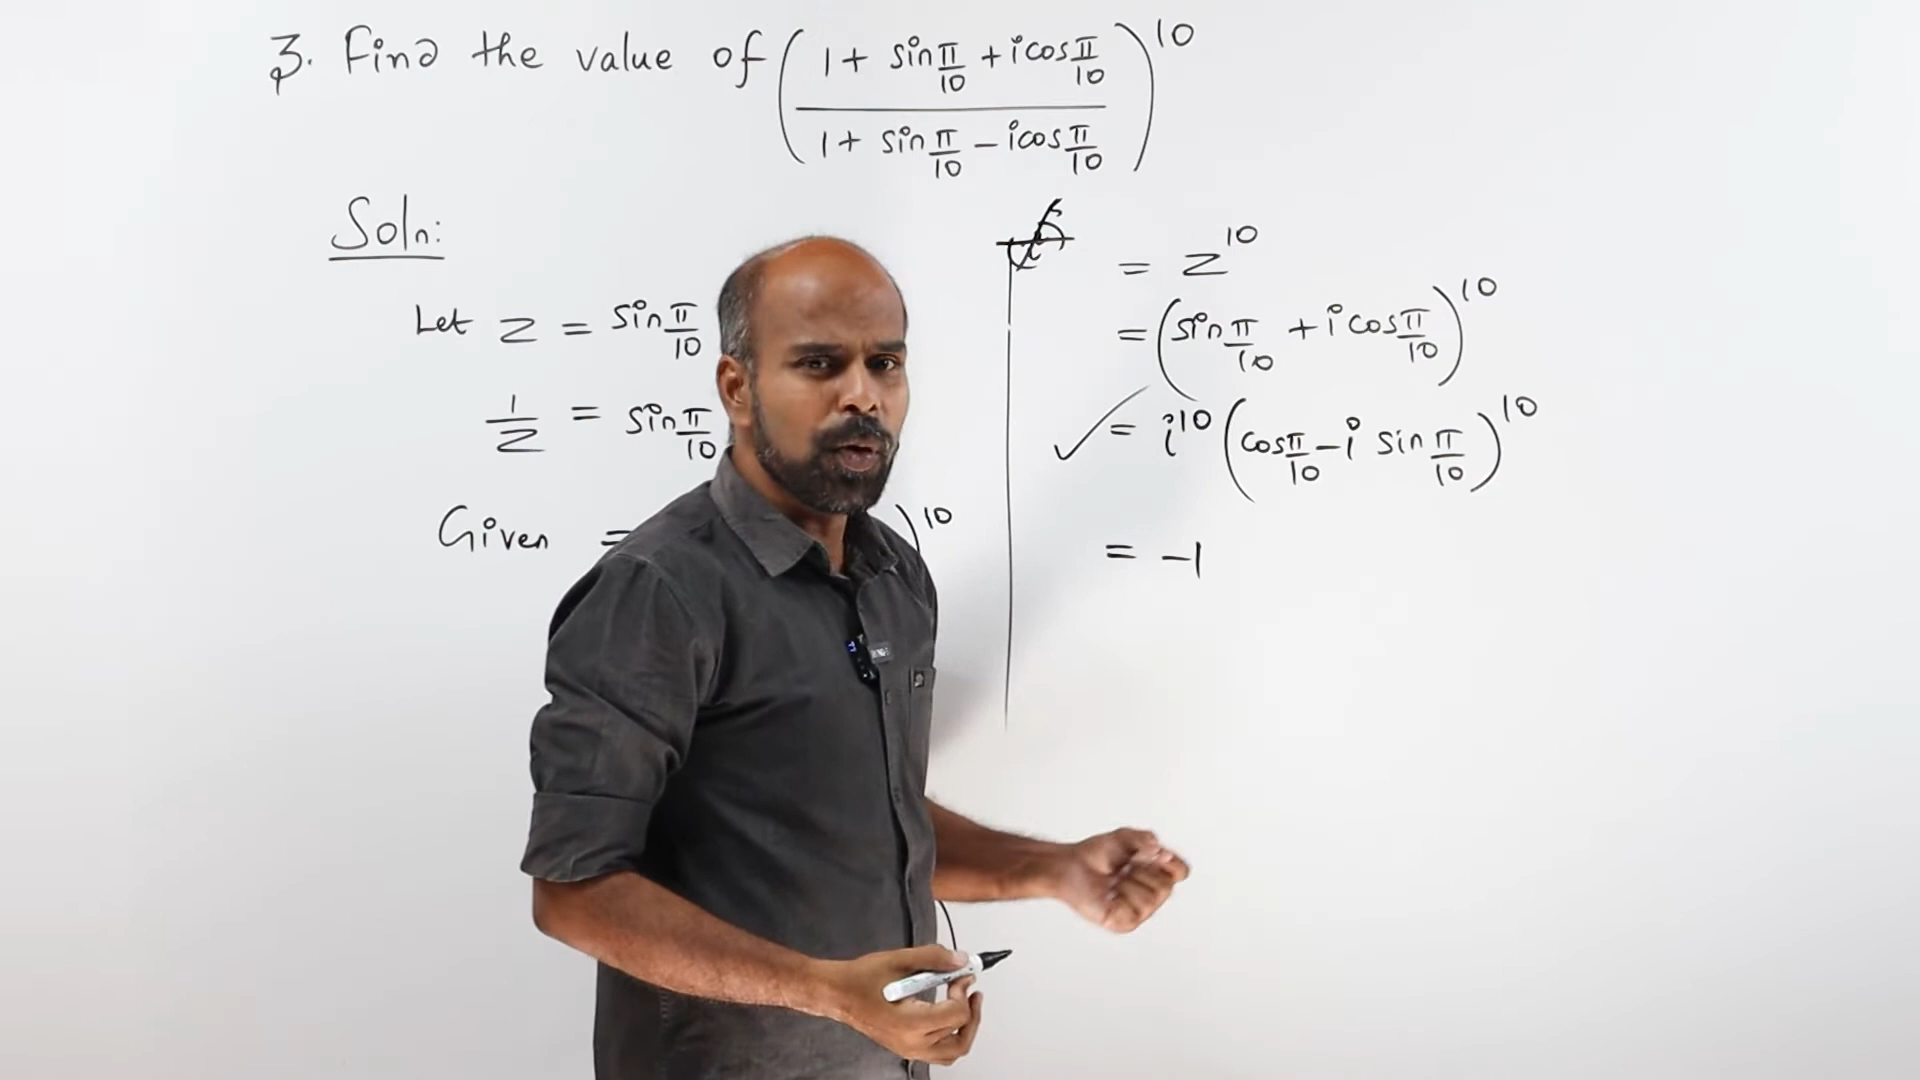 3. Find the value of ( (1 + sin π/10 + i cos π/10) / (1 + sin π/10 − i cos π/10) )^10
Soln:
Let z = sin π/10
1/z = sin π/10
Given = )^10
= z^10
= (sin π/10 + i cos π/10)^10
= i^10 (cos π/10 − i sin π/10)^10
= −1